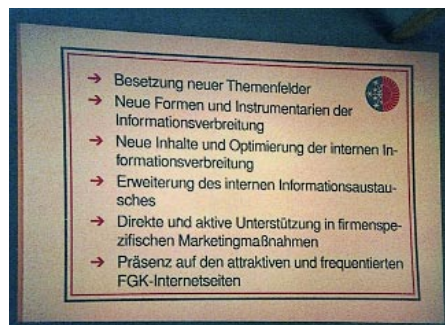 → Besetzung neuer Themenfelder
→ Neue Formen und Instrumentarien der
Informationsverbreitung
→ Neue Inhalte und Optimierung der internen In-
formationsverbreitung
→ Erweiterung des internen Informationsaustau-
sches
→ Direkte und aktive Unterstützung in firmenspe-
zifischen Marketingmaßnahmen
→ Präsenz auf den attraktiven und frequentierten
FGK-Internetseiten